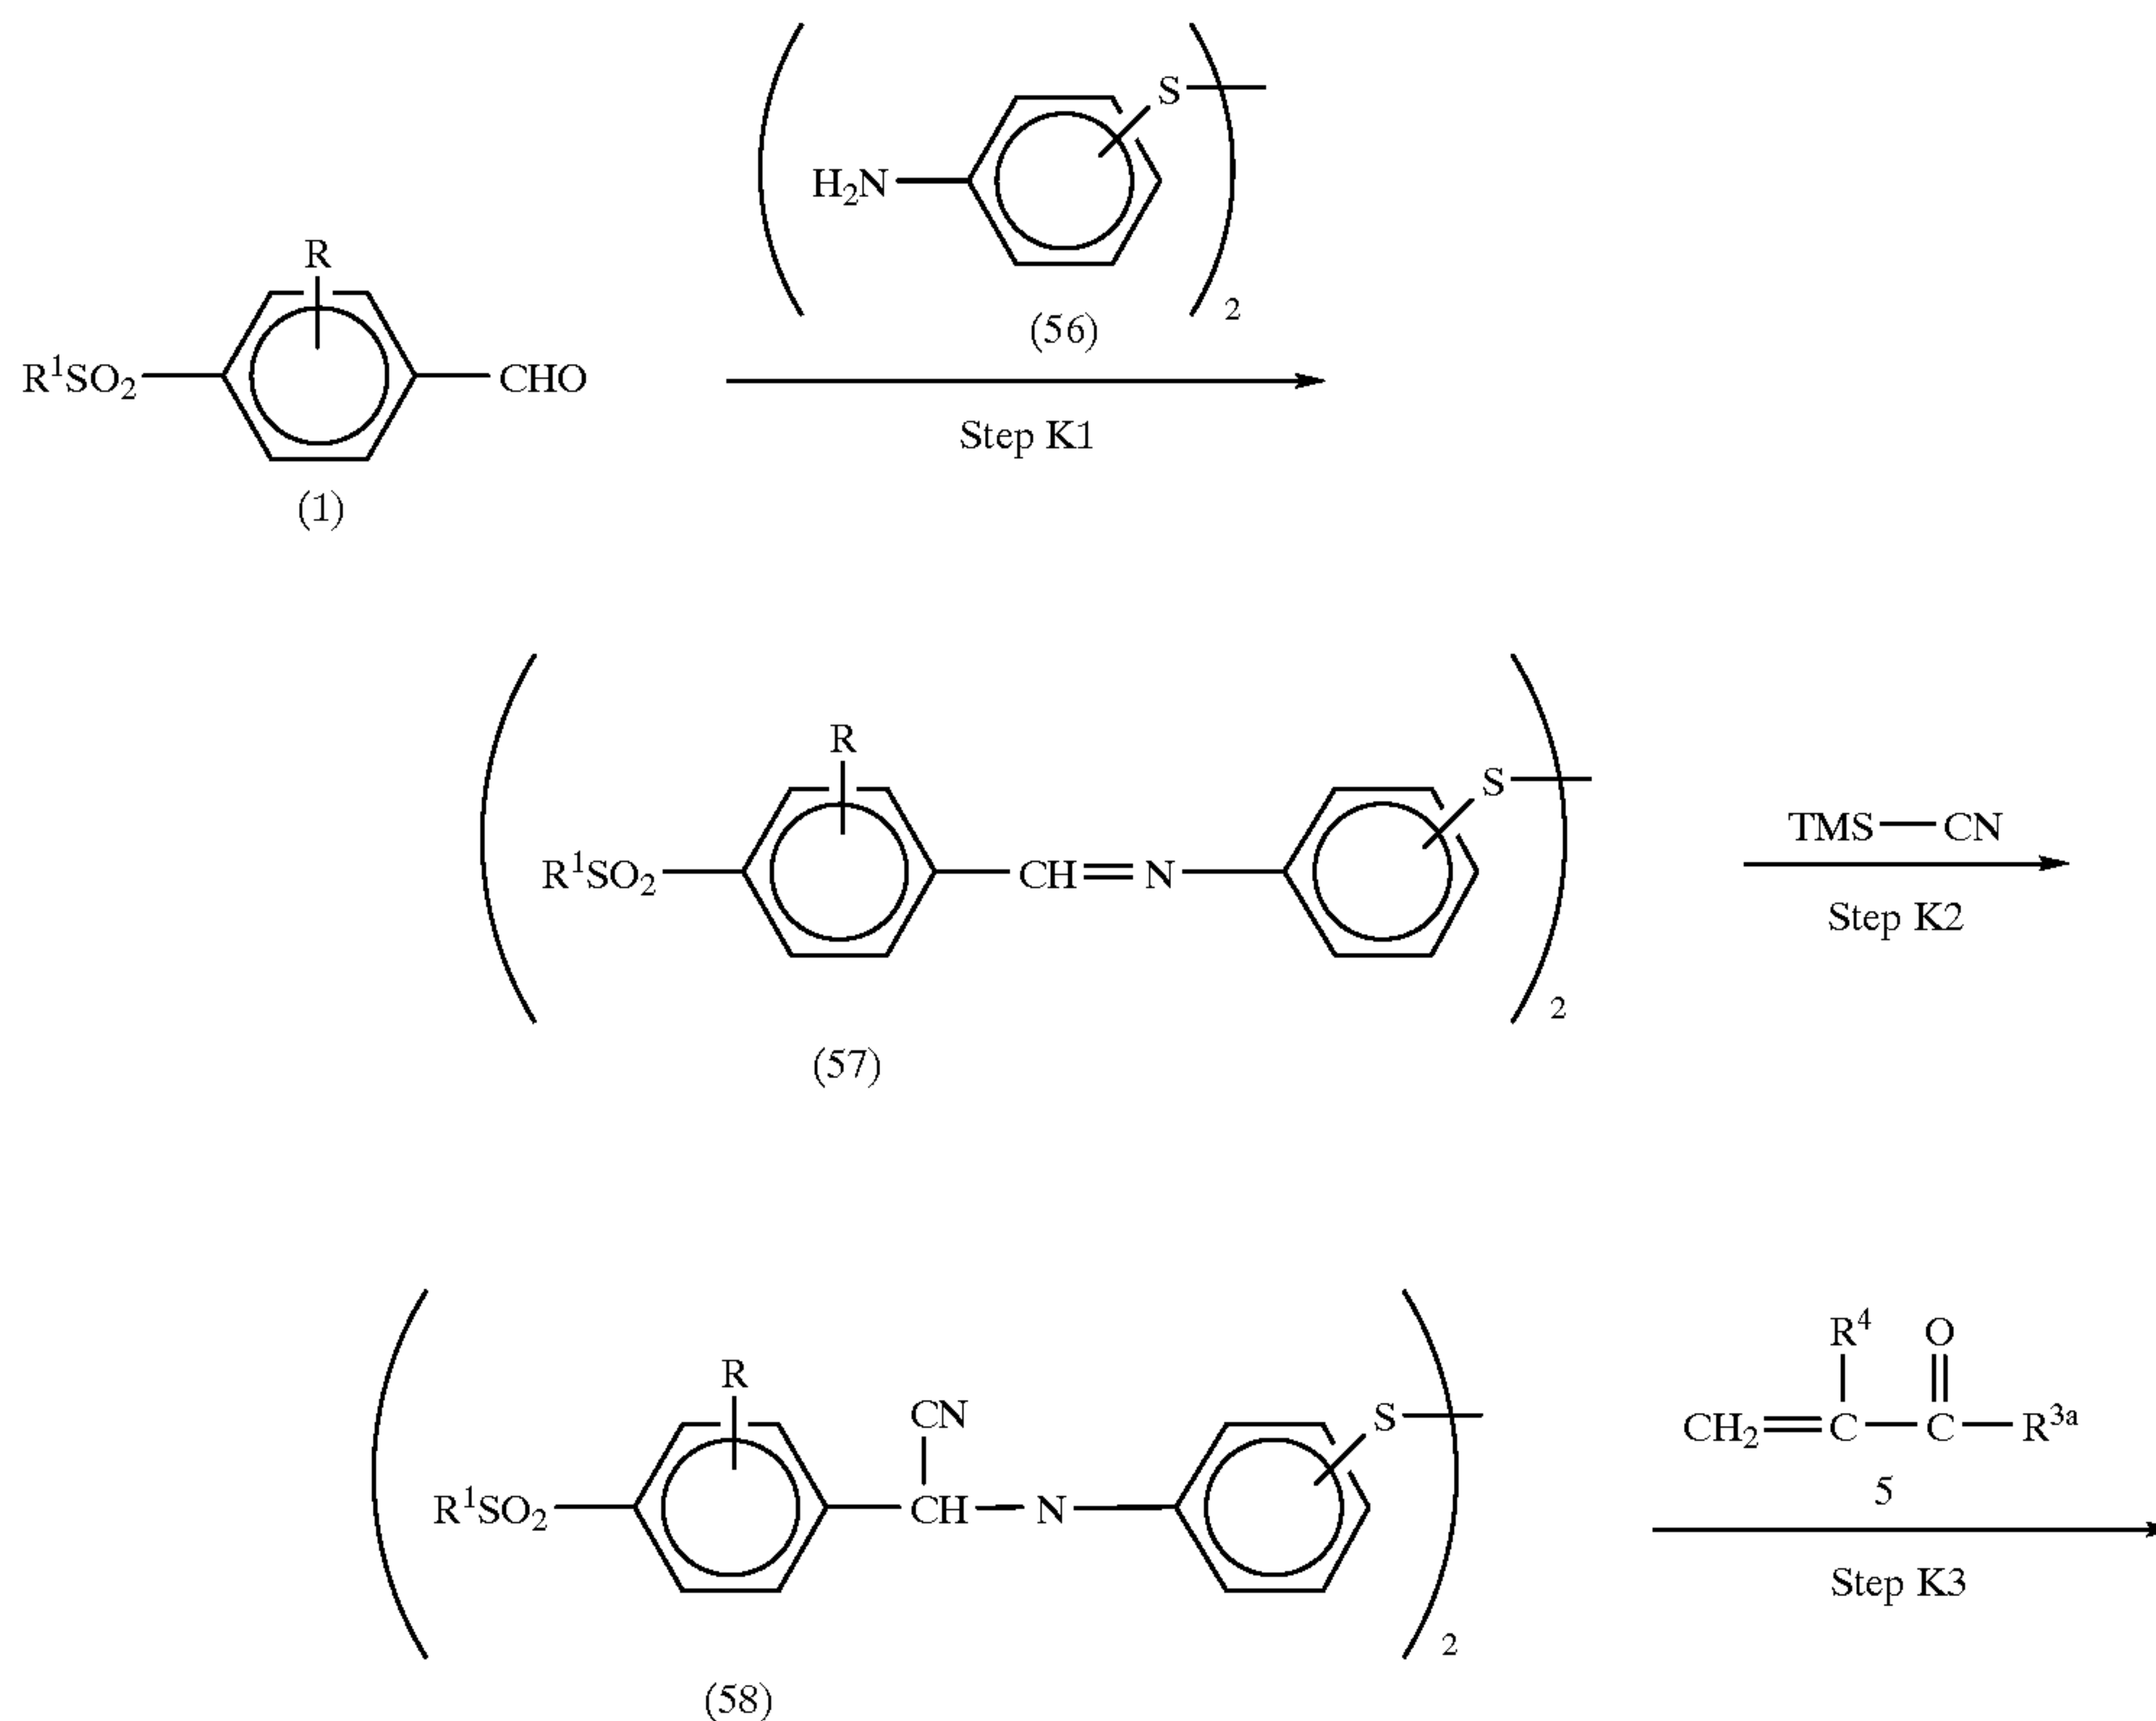 S
H₂N
2
(56)
R
R¹SO₂
CHO
(1)
Step K1
R
S
R¹SO₂
CH=N
2
(57)
TMS—CN
Step K2
R
CN
S
R¹SO₂
CH—N
2
(58)
R⁴ O
CH₂=C—C—R³ᵃ
5
Step K3